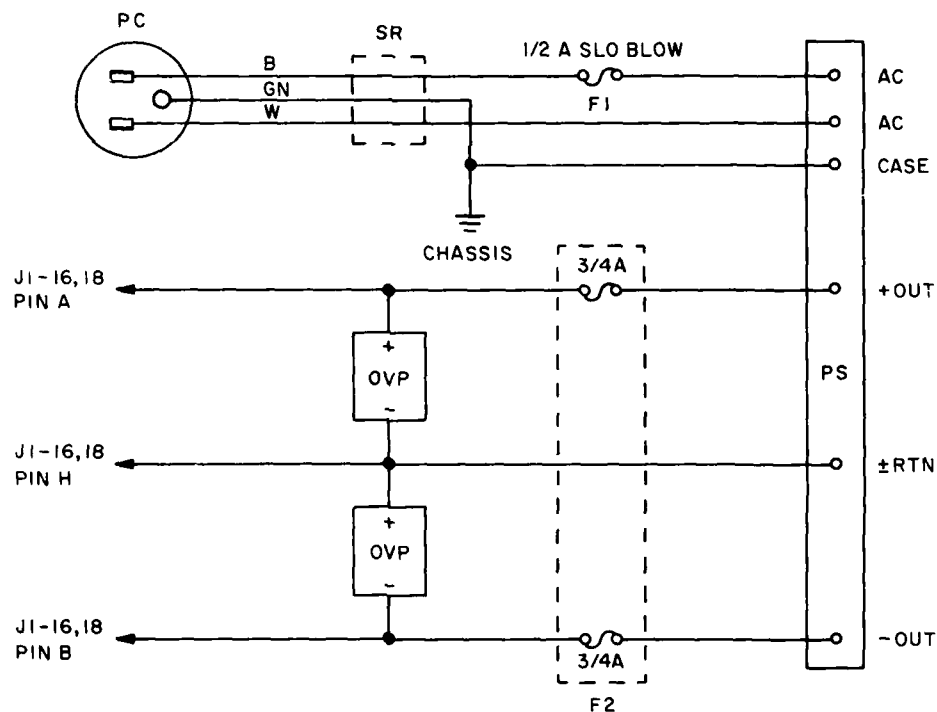 PC
SR
1/2 A SLO BLOW
B
GN
W
F1
AC
AC
CASE
CHASSIS
3/4A
J1-16,18
PIN A
+OUT
+
OVP
-
PS
J1-16,18
PIN H
±RTN
+
OVP
-
J1-16,18
PIN B
3/4A
-OUT
F2